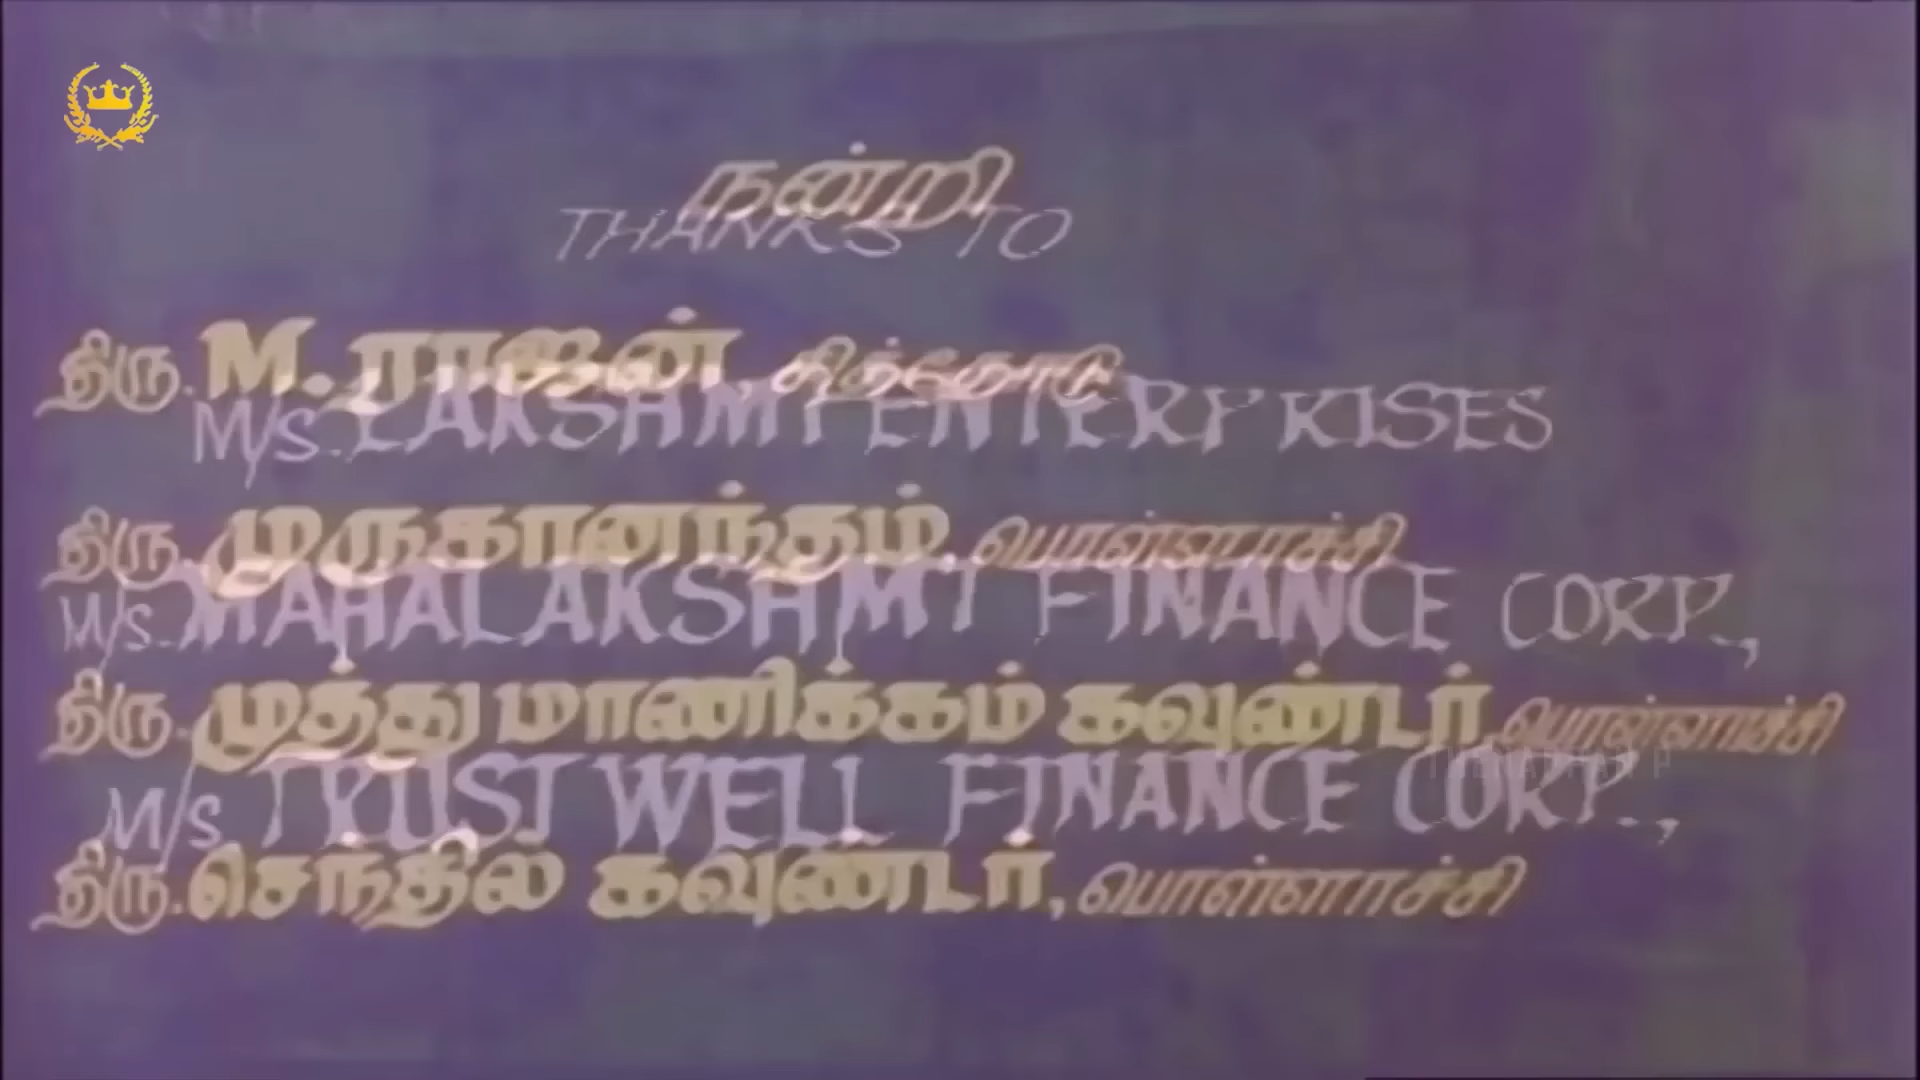 நன்றி
THANKS TO
திரு. M. ராஜன், சித்தோடு
M/S. LAKSHMI ENTERPRISES
திரு. முருகானந்தம், பொள்ளாச்சி
M/S. MAHALAKSHMI FINANCE CORP.,
திரு. முத்து மாணிக்கம் கவுண்டர், பொள்ளாச்சி
M/S TRUST WELL FINANCE CORP.,
திரு. செந்தில் கவுண்டர், பொள்ளாச்சி